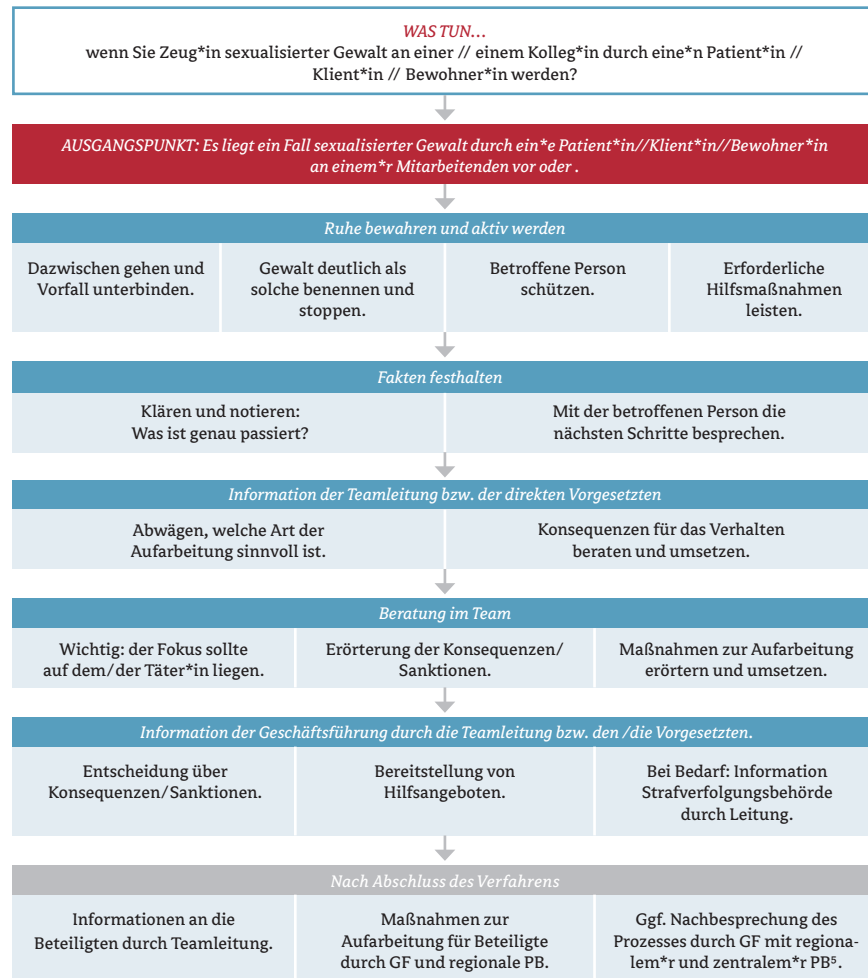 WAS TUN...
wenn Sie Zeug*in sexualisierter Gewalt an einer // einem Kolleg*in durch eine*n Patient*in //
Klient*in // Bewohner*in werden?
AUSGANGSPUNKT: Es liegt ein Fall sexualisierter Gewalt durch ein*e Patient*in//Klient*in//Bewohner*in
an einem*r Mitarbeitenden vor oder .
Ruhe bewahren und aktiv werden
Dazwischen gehen und
Vorfall unterbinden.
Gewalt deutlich als
solche benennen und
stoppen.
Betroffene Person
schützen.
Erforderliche
Hilfsmaßnahmen
leisten.
Fakten festhalten
Klären und notieren:
Was ist genau passiert?
Mit der betroffenen Person die
nächsten Schritte besprechen.
Information der Teamleitung bzw. der direkten Vorgesetzten
Abwägen, welche Art der
Aufarbeitung sinnvoll ist.
Konsequenzen für das Verhalten
beraten und umsetzen.
Beratung im Team
Wichtig: der Fokus sollte
auf dem/der Täter*in liegen.
Erörterung der Konsequenzen/
Sanktionen.
Maßnahmen zur Aufarbeitung
erörtern und umsetzen.
Information der Geschäftsführung durch die Teamleitung bzw. den /die Vorgesetzten.
Entscheidung über
Konsequenzen/Sanktionen.
Bereitstellung von
Hilfsangeboten.
Bei Bedarf: Information
Strafverfolgungsbehörde
durch Leitung.
Nach Abschluss des Verfahrens
Informationen an die
Beteiligten durch Teamleitung.
Maßnahmen zur
Aufarbeitung für Beteiligte
durch GF und regionale PB.
Ggf. Nachbesprechung des
Prozesses durch GF mit regiona-
lem*r und zentralem*r PB⁵.